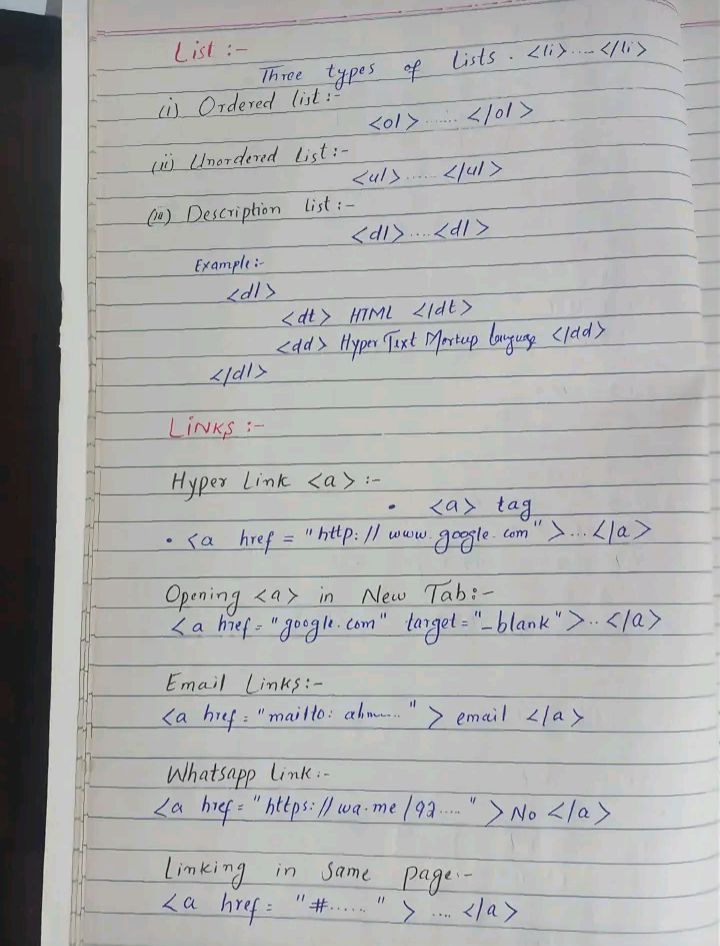 List :-
Three types of Lists. <li>.... </li>
(i) Ordered list :-
<ol> ...... </ol>
(ii) Unordered List :-
<ul> ..... </ul>
(iii) Description list :-
<dl> .... <dl>
Example :-
<dl>
<dt> HTML </dt>
<dd> Hyper Text Markup language </dd>
</dl>
LINKS :-
Hyper Link <a> :-
• <a> tag
• <a href = "http: // www. google. com" > ... </a>
Opening <a> in New Tab:-
<a href = "google. com" target = "_blank" > .. </a>
Email Links:-
<a href = "mailto: .." > email </a>
Whatsapp Link :-
<a href = "https: // wa.me /92 ...." > No </a>
Linking in same page :-
<a href = "#......" > .... </a>